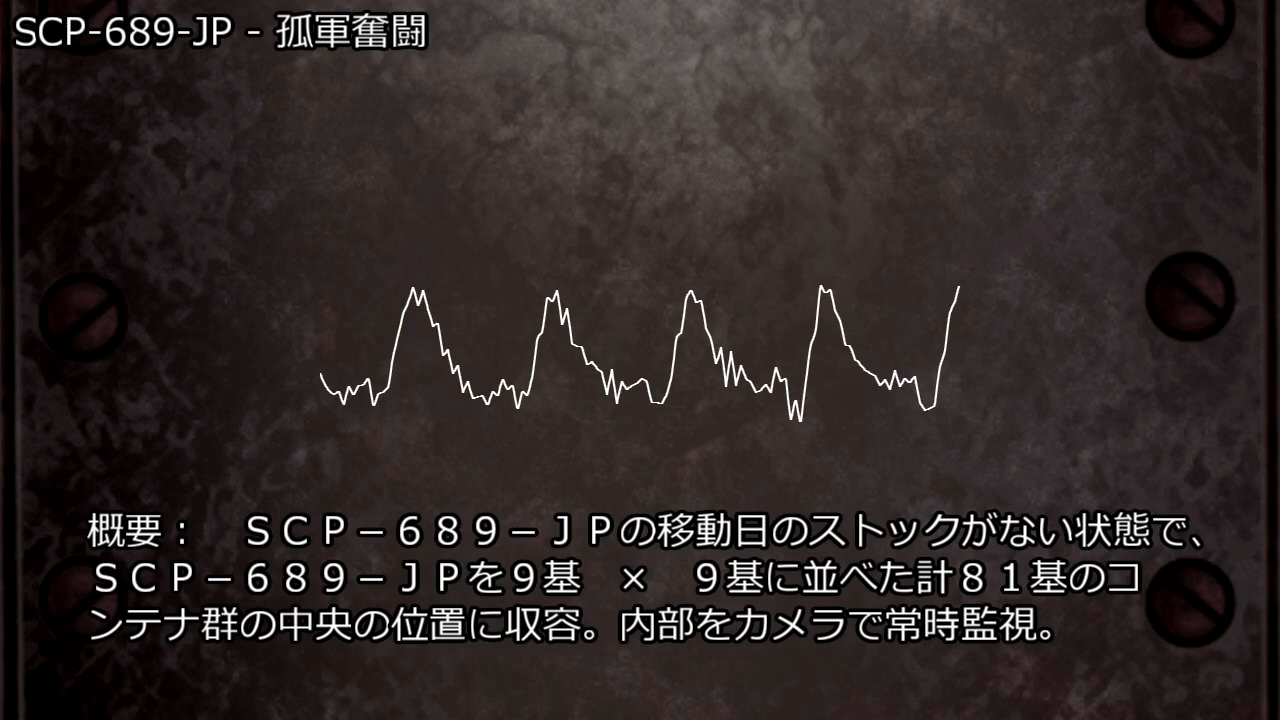 SCP-689-JP - 孤軍奮闘
概要：　ＳＣＰ－６８９－ＪＰの移動日のストックがない状態で、
ＳＣＰ－６８９－ＪＰを９基　×　９基に並べた計８１基のコ
ンテナ群の中央の位置に収容。内部をカメラで常時監視。